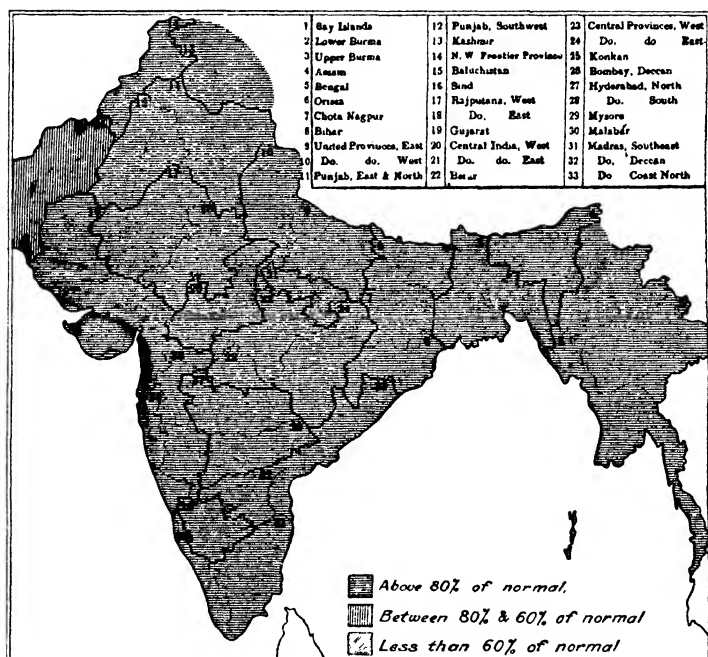 1 Bay Islands
2 Lower Burma
3 Upper Burma
4 Assam
5 Bengal
6 Orissa
7 Chota Nagpur
8 Bihar
9 United Provinces, East
10 Do. do. West
11 Punjab, East & North
12 Punjab, Southwest
13 Kashmir
14 N. W Frontier Province
15 Baluchistan
16 Sind
17 Rajputana, West
18 Do. East
19 Gujarat
20 Central India, West
21 Do. do. East
22 Berar
23 Central Provinces, West
24 Do. do East
25 Konkan
26 Bombay, Deccan
27 Hyderabad, North
28 Do. South
29 Mysore
30 Malabar
31 Madras, Southeast
32 Do. Deccan
33 Do Coast North
Above 80% of normal.
Between 80% & 60% of normal
Less than 60% of normal